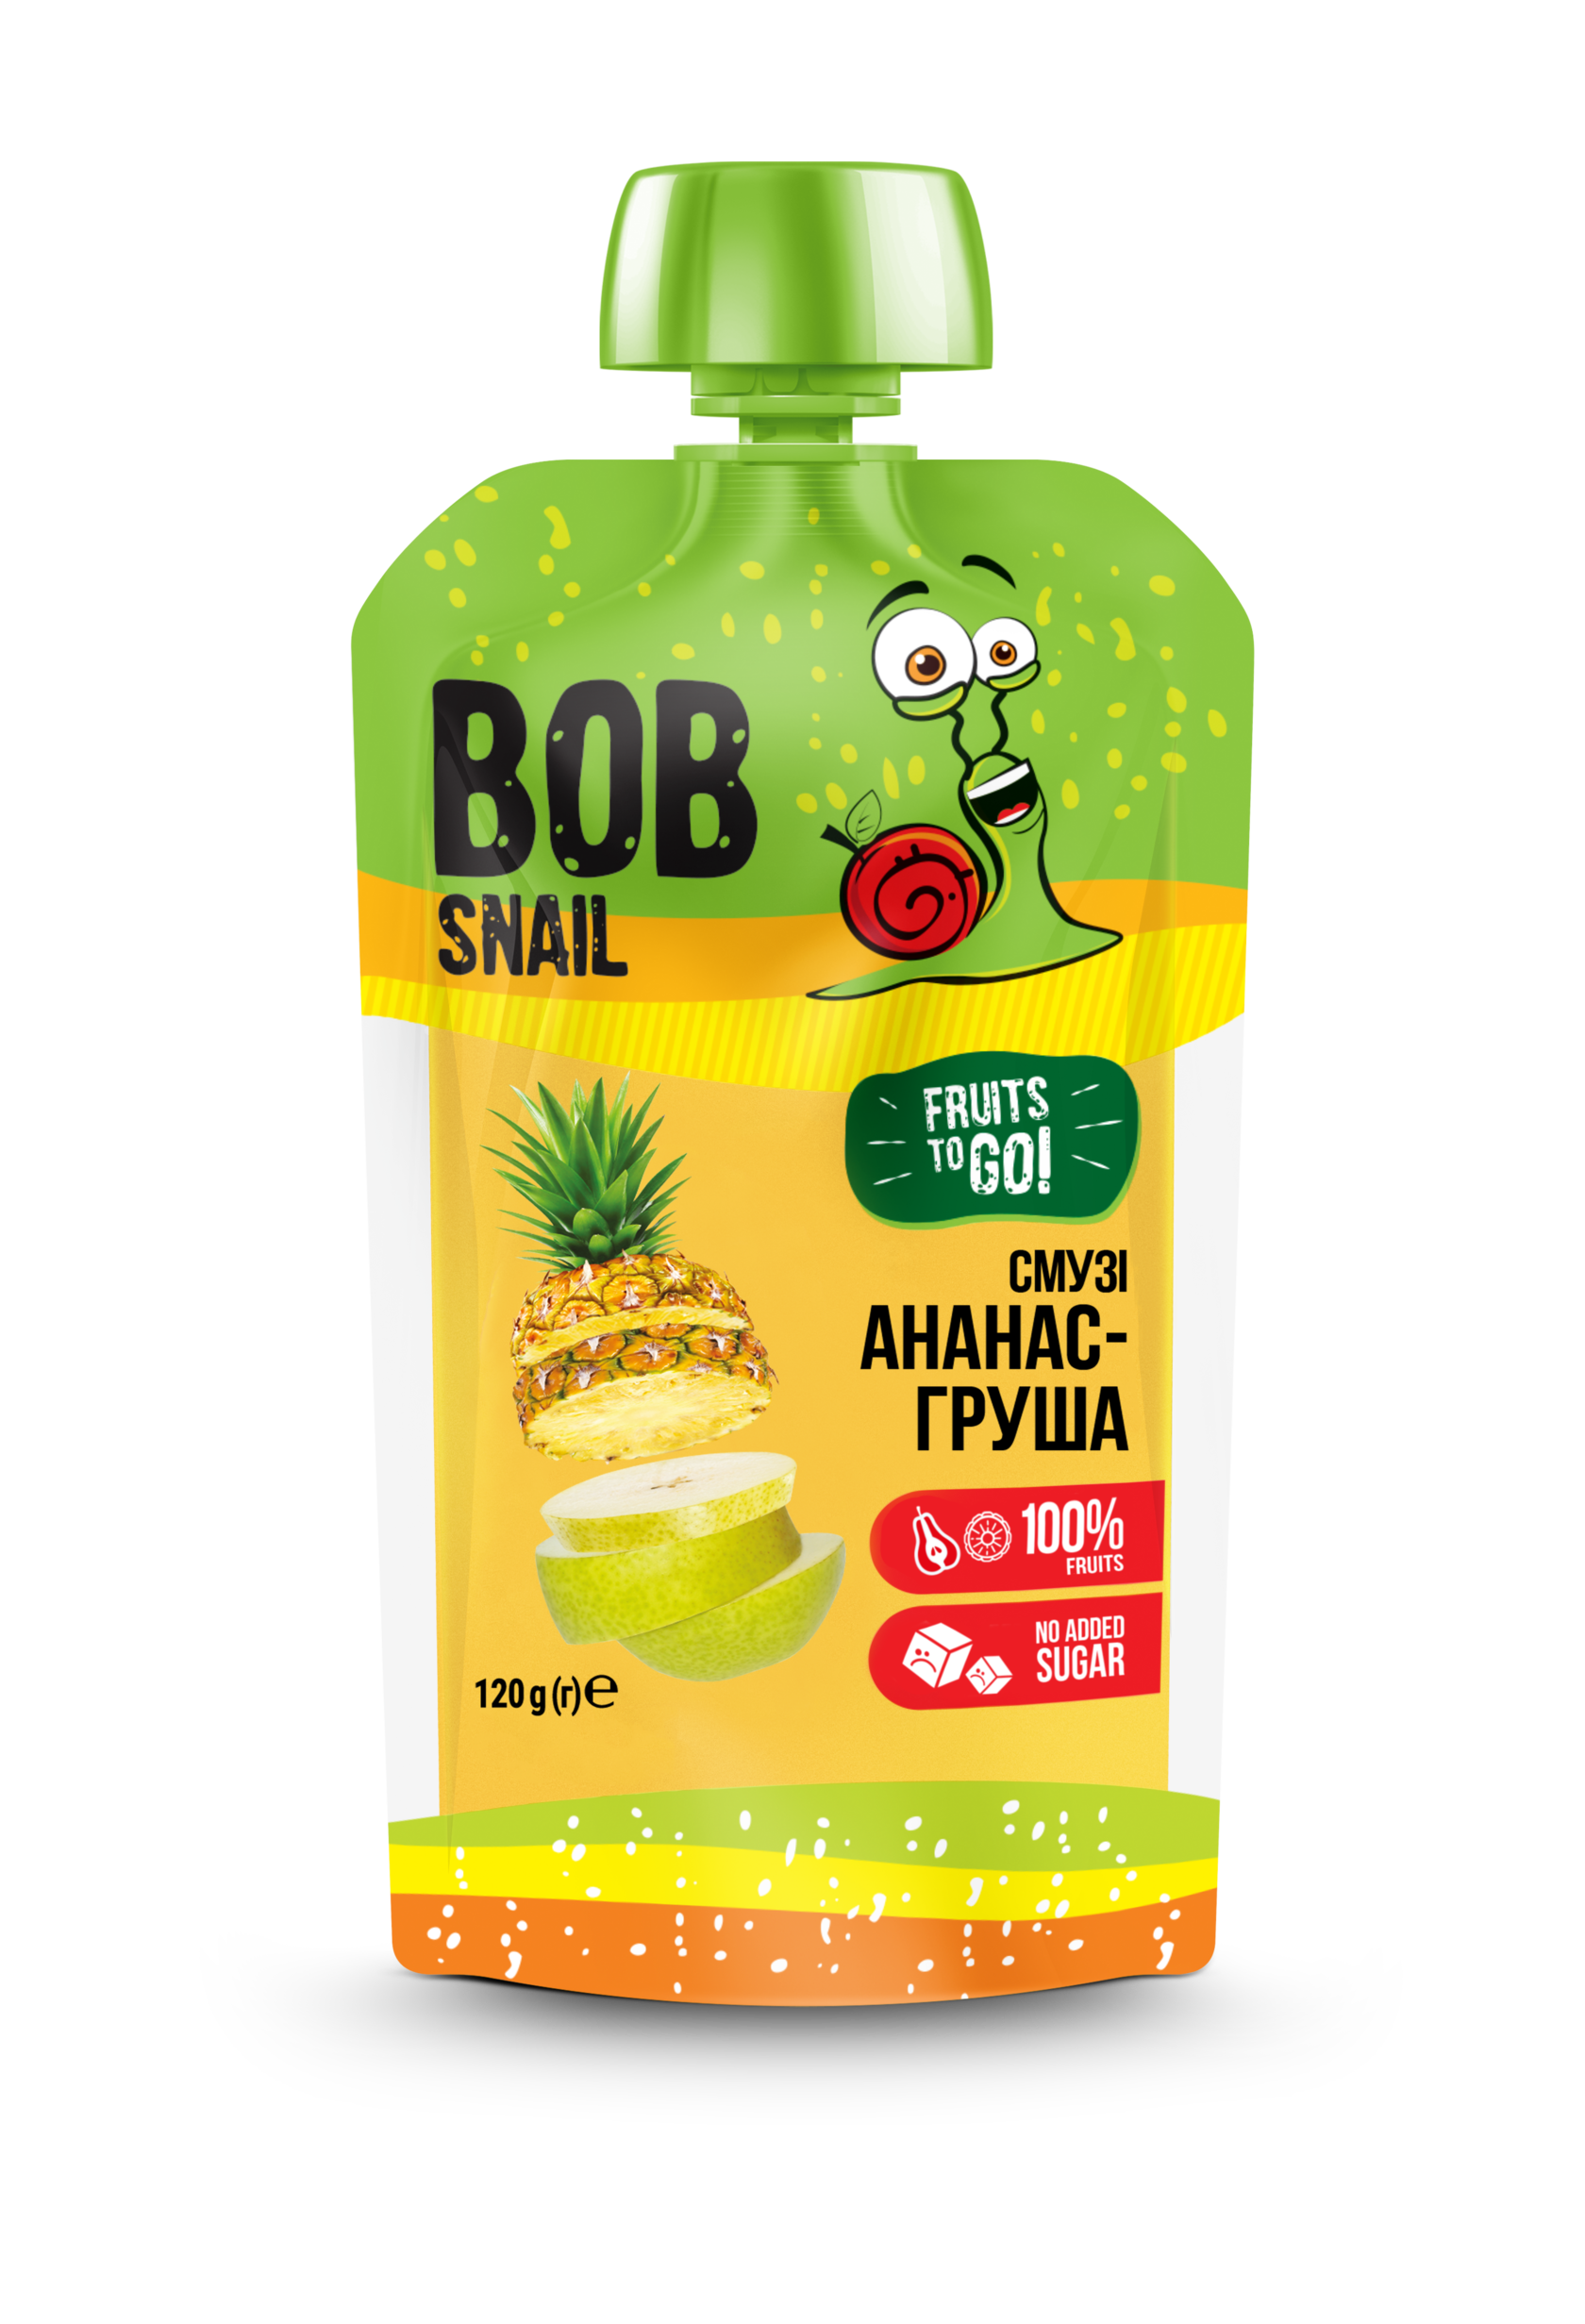 BOB
SNAIL
FRUITS
TO GO!
СМУЗІ
АНАНАС-
ГРУША
100%
FRUITS
NO ADDED
SUGAR
120 g (г) ℮